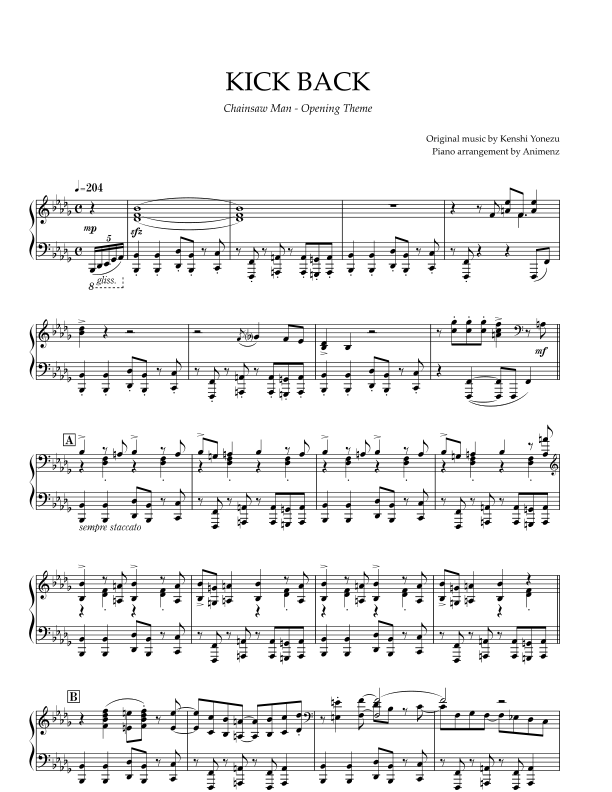 KICK BACK
Chainsaw Man - Opening Theme
Original music by Kenshi Yonezu
Piano arrangement by Animenz
♩=204
mp
sfz
5
8 gliss.
mf
A
sempre staccato
B